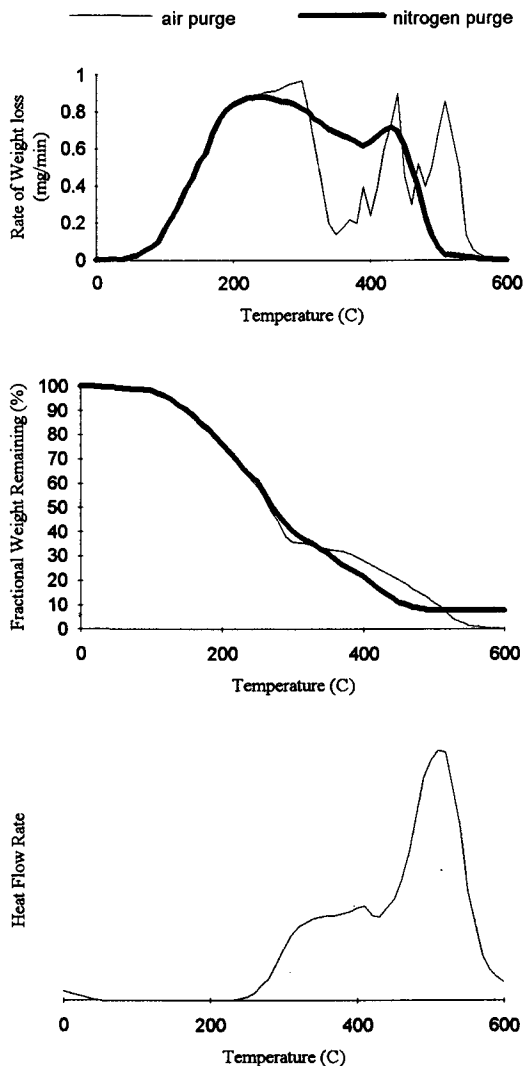 air purge nitrogen purge
Rate of Weight loss
(mg/min)
1
0.8
0.6
0.4
0.2
0
0 200 400 600
Temperature (C)
Fractional Weight Remaining (%)
100
90
80
70
60
50
40
30
20
10
0
0 200 400 600
Temperature (C)
Heat Flow Rate
0 200 400 600
Temperature (C)